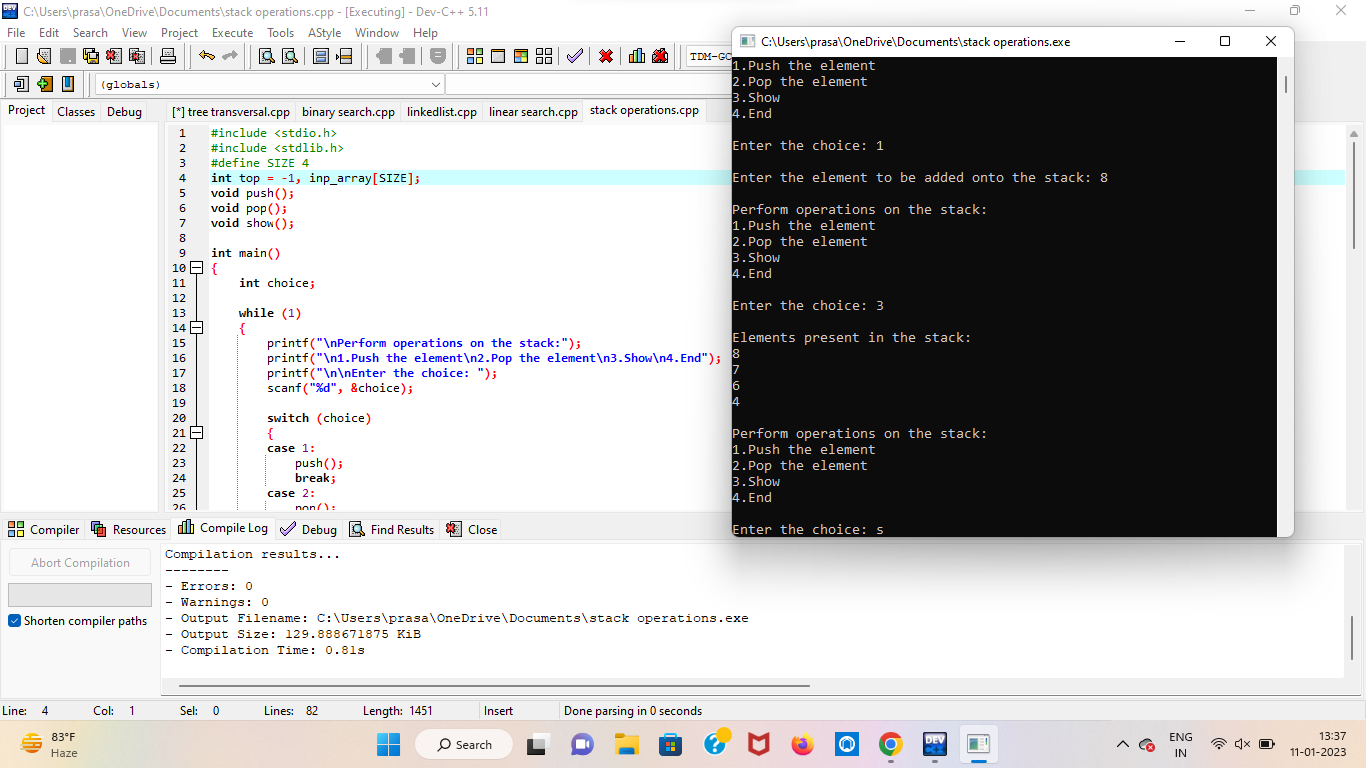 C:\Users\prasa\OneDrive\Documents\stack operations.cpp - [Executing] - Dev-C++ 5.11
File Edit Search View Project Execute Tools AStyle Window Help
TDM-GC
(globals)
Project Classes Debug
[*] tree transversal.cpp binary search.cpp linkedlist.cpp linear search.cpp stack operations.cpp
1 #include <stdio.h>
2 #include <stdlib.h>
3 #define SIZE 4
4 int top = -1, inp_array[SIZE];
5 void push();
6 void pop();
7 void show();
8
9 int main()
10 {
11 int choice;
12
13 while (1)
14 {
15 printf("\nPerform operations on the stack:");
16 printf("\n1.Push the element\n2.Pop the element\n3.Show\n4.End");
17 printf("\n\nEnter the choice: ");
18 scanf("%d", &choice);
19
20 switch (choice)
21 {
22 case 1:
23 push();
24 break;
25 case 2:
26 pop();
C:\Users\prasa\OneDrive\Documents\stack operations.exe
1.Push the element
2.Pop the element
3.Show
4.End
Enter the choice: 1
Enter the element to be added onto the stack: 8
Perform operations on the stack:
1.Push the element
2.Pop the element
3.Show
4.End
Enter the choice: 3
Elements present in the stack:
8
7
6
4
Perform operations on the stack:
1.Push the element
2.Pop the element
3.Show
4.End
Enter the choice: s
Compiler Resources Compile Log Debug Find Results Close
Abort Compilation
Shorten compiler paths
Compilation results...
--------
- Errors: 0
- Warnings: 0
- Output Filename: C:\Users\prasa\OneDrive\Documents\stack operations.exe
- Output Size: 129.888671875 KiB
- Compilation Time: 0.81s
Line: 4 Col: 1 Sel: 0 Lines: 82 Length: 1451 Insert Done parsing in 0 seconds
83°F
Haze
Search
DEV
ENG
IN
13:37
11-01-2023